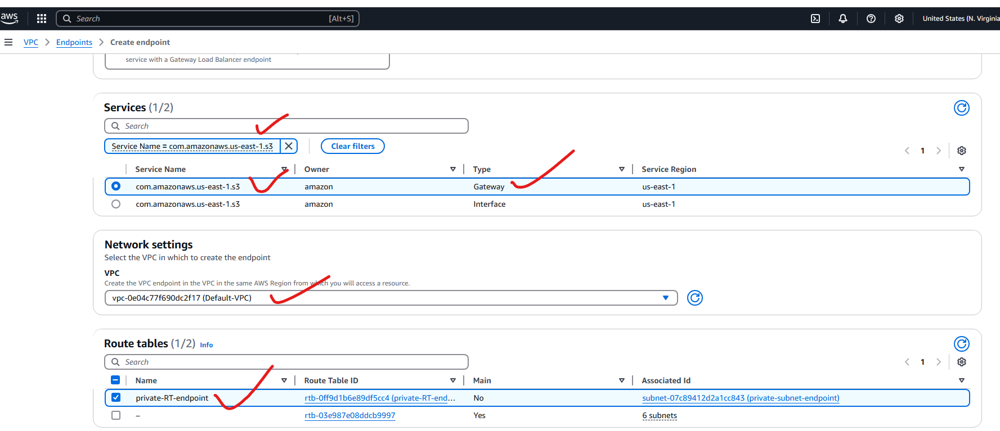 aws
Search [Alt+S] United States (N. Virginia
VPC > Endpoints > Create endpoint
service with a Gateway Load Balancer endpoint
Services (1/2)
Search
Service Name = com.amazonaws.us-east-1.s3
Clear filters
1
Service Name Owner Type Service Region
com.amazonaws.us-east-1.s3 amazon Gateway us-east-1
com.amazonaws.us-east-1.s3 amazon Interface us-east-1
Network settings
Select the VPC in which to create the endpoint
VPC
Create the VPC endpoint in the VPC in the same AWS Region from which you will access a resource.
vpc-0e04c77f690dc2f17 (Default-VPC)
Route tables (1/2) Info
Search
1
Name Route Table ID Main Associated Id
private-RT-endpoint rtb-0ff9d1b6e89df5cc4 (private-RT-end... No subnet-07c89412d2a1cc843 (private-subnet-endpoint)
– rtb-03e987e08ddcb9997 Yes 6 subnets